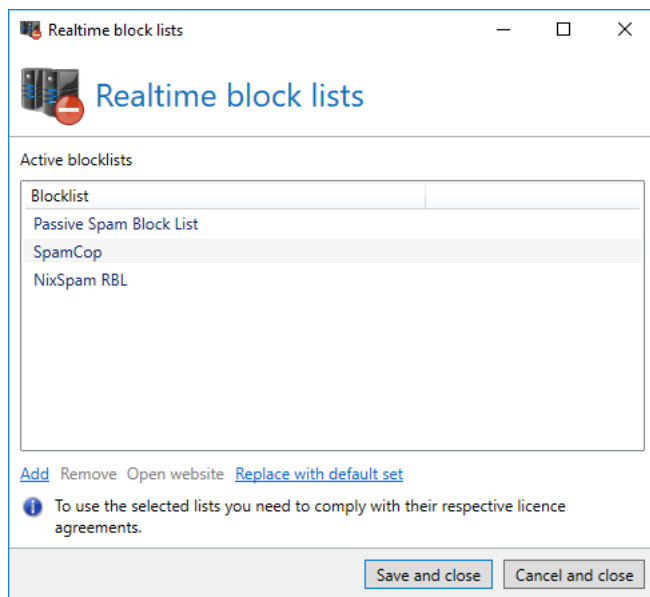 Realtime block lists
Realtime block lists
Active blocklists
Blocklist
Passive Spam Block List
SpamCop
NixSpam RBL
Add Remove Open website Replace with default set
To use the selected lists you need to comply with their respective licence
agreements.
Save and close Cancel and close